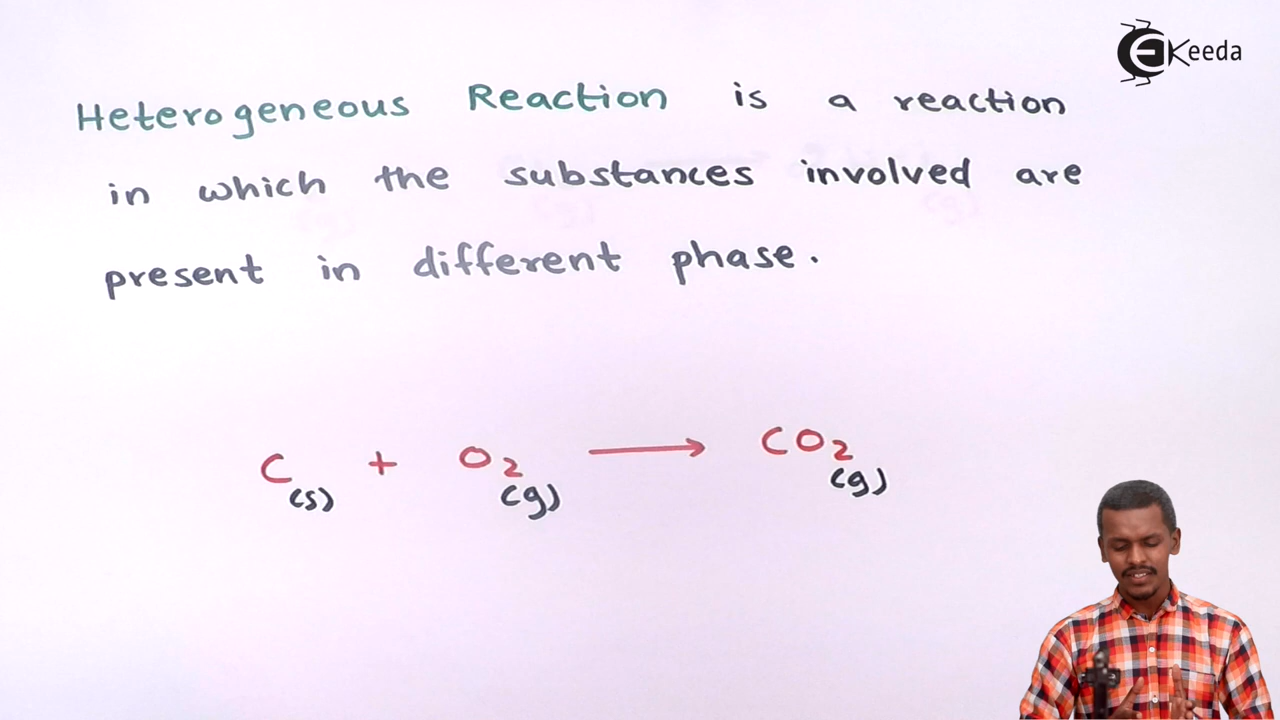 EKeeda
Heterogeneous Reaction is a reaction
in which the substances involved are
present in different phase.
C(s) + O2(g) ⟶ CO2(g)